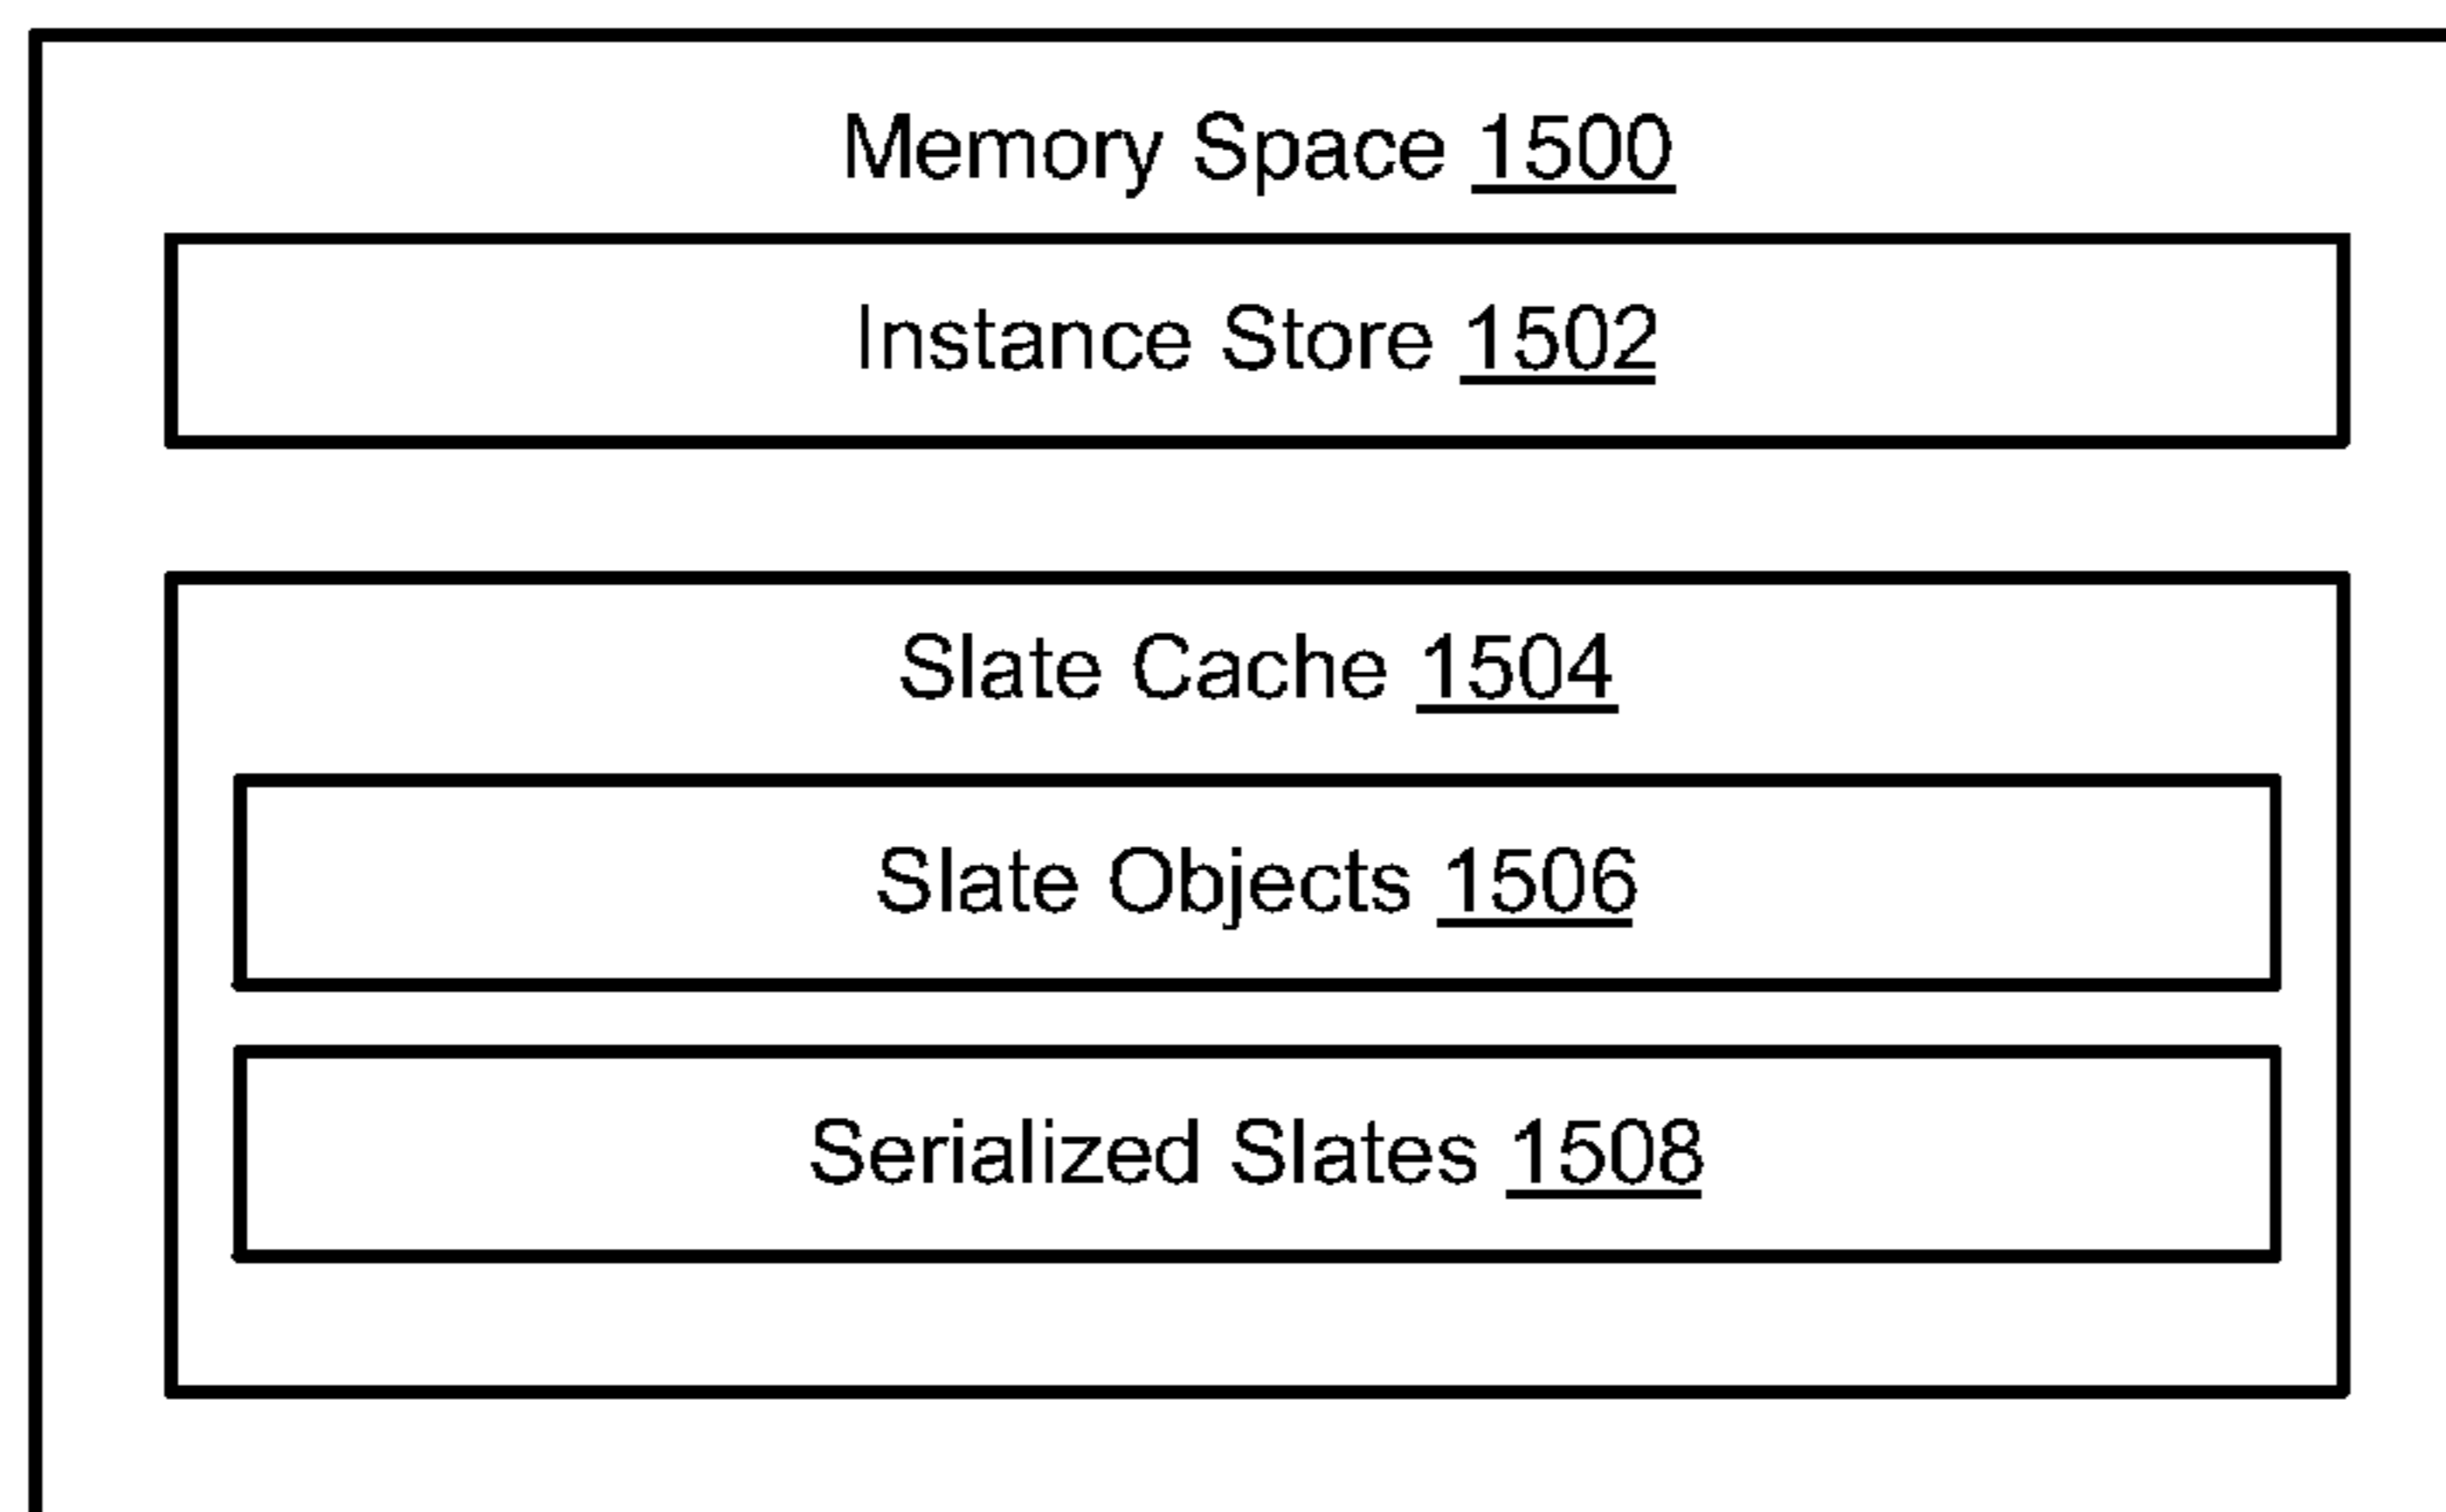 Memory Space 1500
Instance Store 1502
Slate Cache 1504
Slate Objects 1506
Serialized Slates 1508